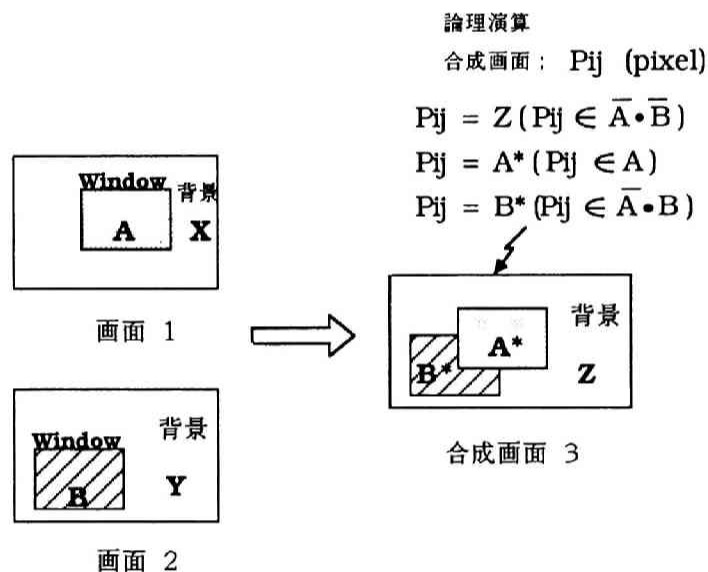 論理演算
合成画面： Pij (pixel)
Pij = Z(Pij ∈ A̅•B̅)
Pij = A*(Pij ∈ A)
Pij = B*(Pij ∈ A̅•B)
Window 背景
A X
画面 1
Window 背景
B Y
画面 2
背景
A*
B* Z
合成画面 3